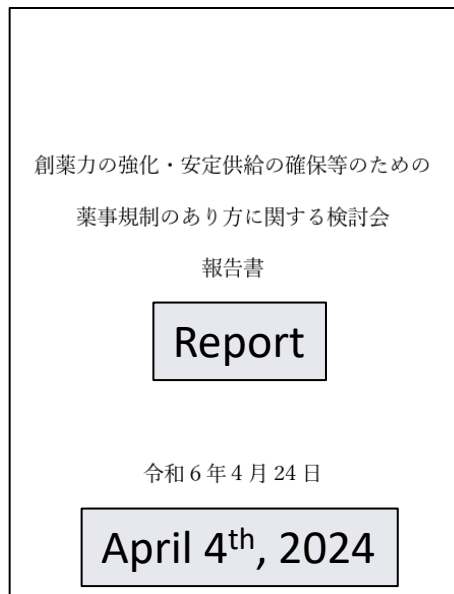 創薬力の強化・安定供給の確保等のための
薬事規制のあり方に関する検討会
報告書
Report
令和６年４月 24 日
April 4th, 2024